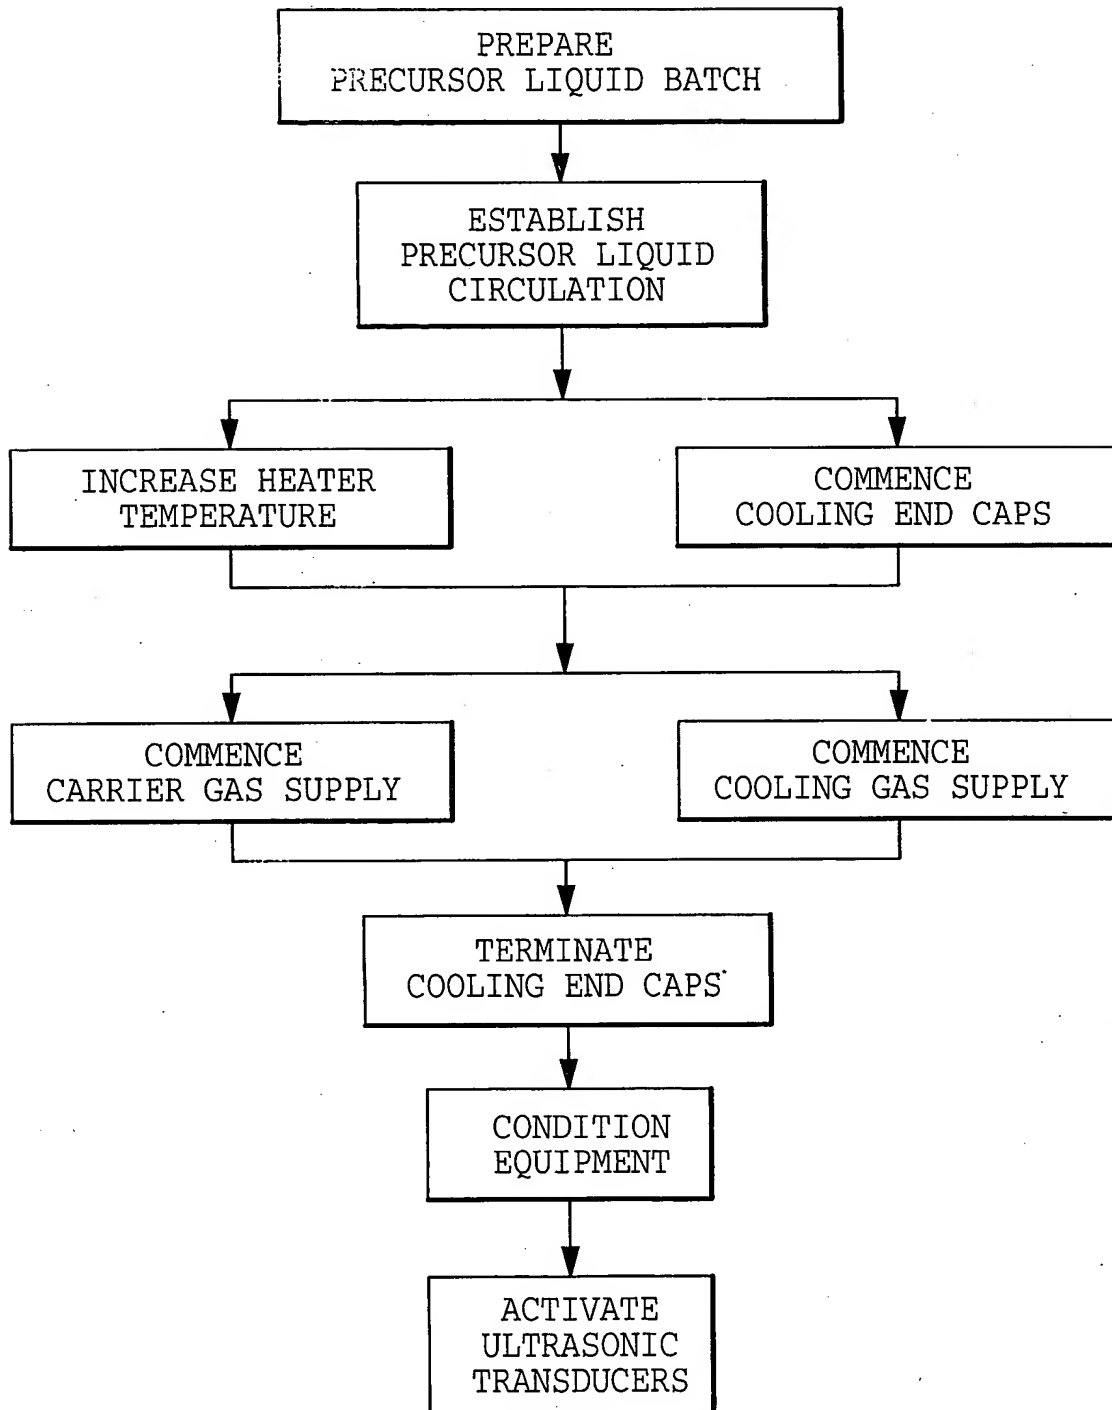 PREPARE
PRECURSOR LIQUID BATCH
ESTABLISH
PRECURSOR LIQUID
CIRCULATION
INCREASE HEATER
TEMPERATURE
COMMENCE
COOLING END CAPS
COMMENCE
CARRIER GAS SUPPLY
COMMENCE
COOLING GAS SUPPLY
TERMINATE
COOLING END CAPS
CONDITION
EQUIPMENT
ACTIVATE
ULTRASONIC
TRANSDUCERS